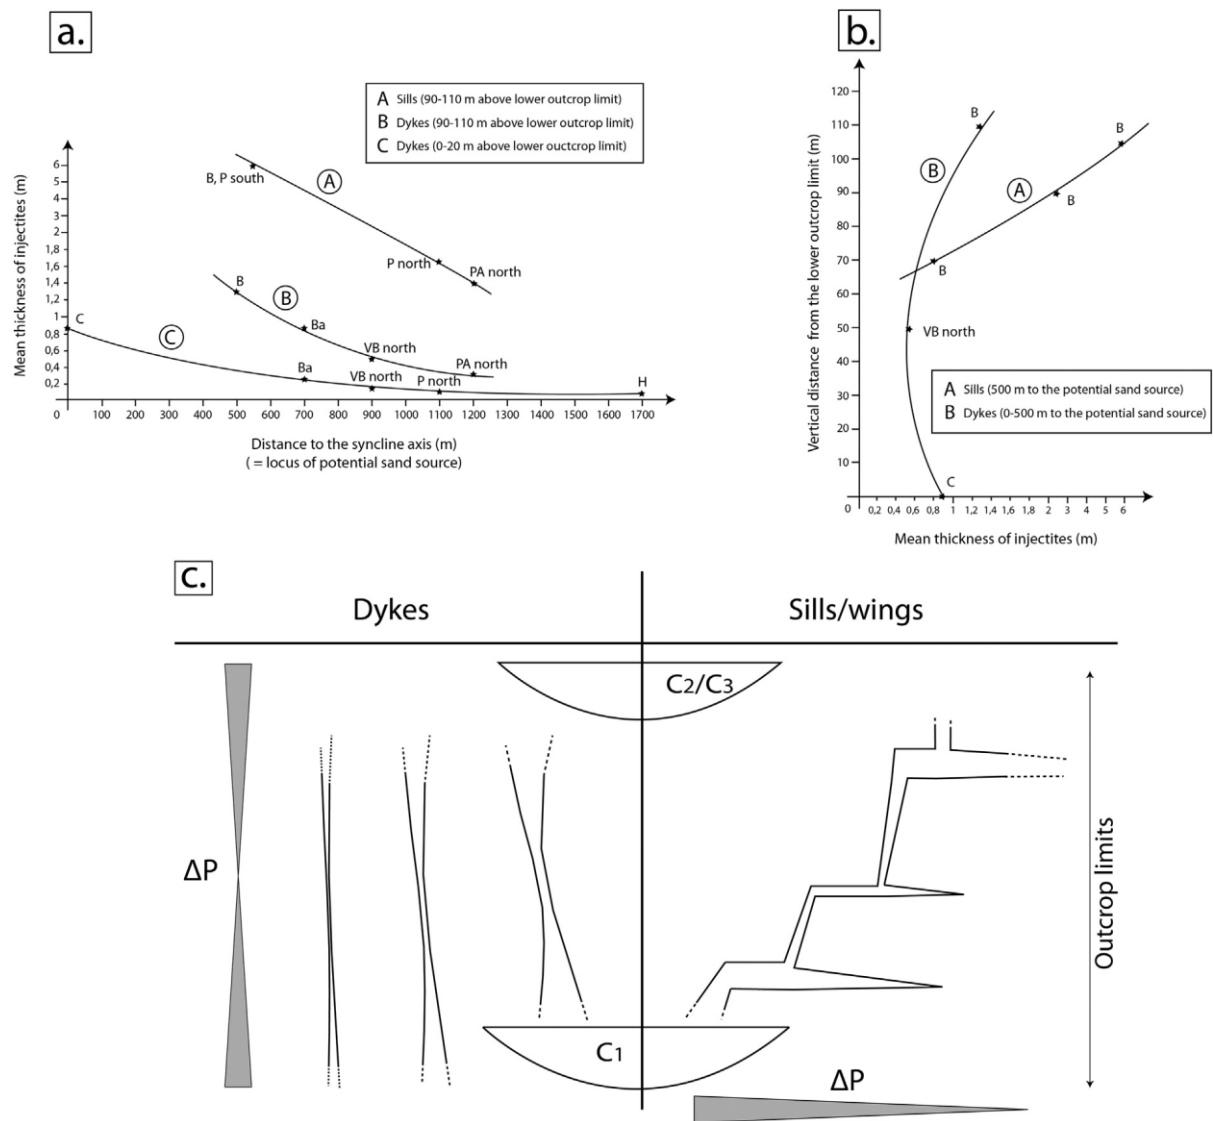 a.
A Sills (90-110 m above lower outcrop limit)
B Dykes (90-110 m above lower outcrop limit)
C Dykes (0-20 m above lower ouctcrop limit)
Mean thickness of injectites (m)
6
5
4
3
2
1,8
1,6
1,4
1,2
1
0,8
0,6
0,4
0,2
B, P south
A
P north
PA north
B
B
Ba
VB north
PA north
C
C
Ba
VB north
P north
H
0 100 200 300 400 500 600 700 800 900 1000 1100 1200 1300 1400 1500 1600 1700
Distance to the syncline axis (m)
( = locus of potential sand source)
b.
Vertical distance from the lower outcrop limit (m)
120
110
100
90
80
70
60
50
40
30
20
10
B
B
B
A
B
B
VB north
A Sills (500 m to the potential sand source)
B Dykes (0-500 m to the potential sand source)
C
0 0,2 0,4 0,6 0,8 1 1,2 1,4 1,6 1,8 2 3 4 5 6
Mean thickness of injectites (m)
c.
Dykes
Sills/wings
C2/C3
ΔP
Outcrop limits
C1
ΔP